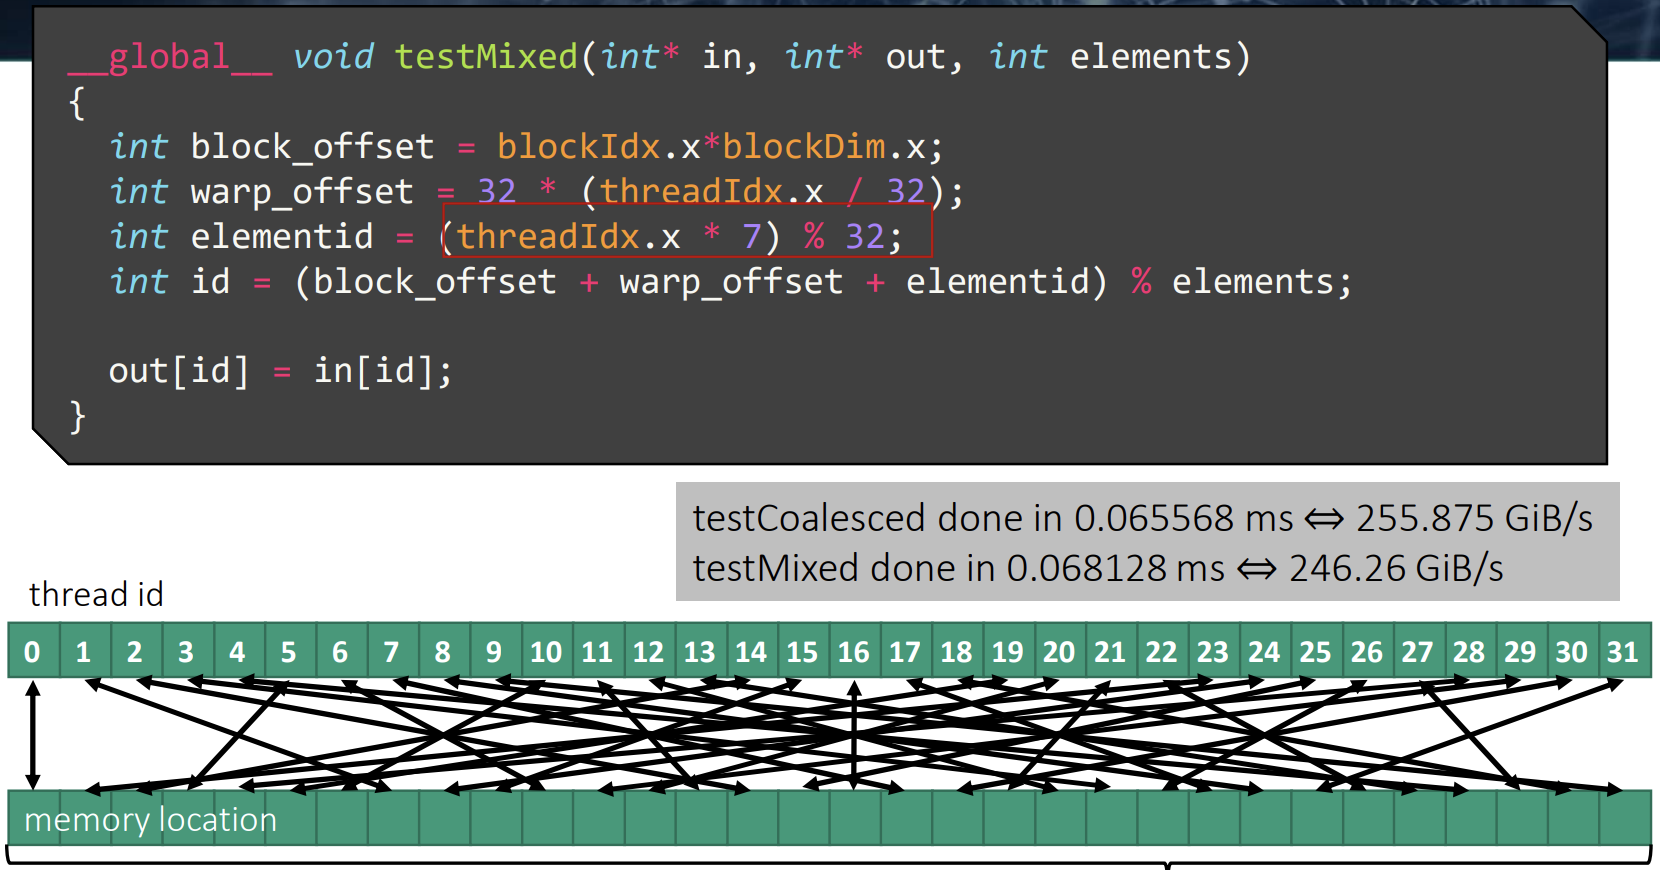 __global__ void testMixed(int* in, int* out, int elements)
{
  int block_offset = blockIdx.x*blockDim.x;
  int warp_offset = 32 * (threadIdx.x / 32);
  int elementid = (threadIdx.x * 7) % 32;
  int id = (block_offset + warp_offset + elementid) % elements;
  out[id] = in[id];
}
testCoalesced done in 0.065568 ms ⇔ 255.875 GiB/s
testMixed done in 0.068128 ms ⇔ 246.26 GiB/s
thread id
0 1 2 3 4 5 6 7 8 9 10 11 12 13 14 15 16 17 18 19 20 21 22 23 24 25 26 27 28 29 30 31
memory location